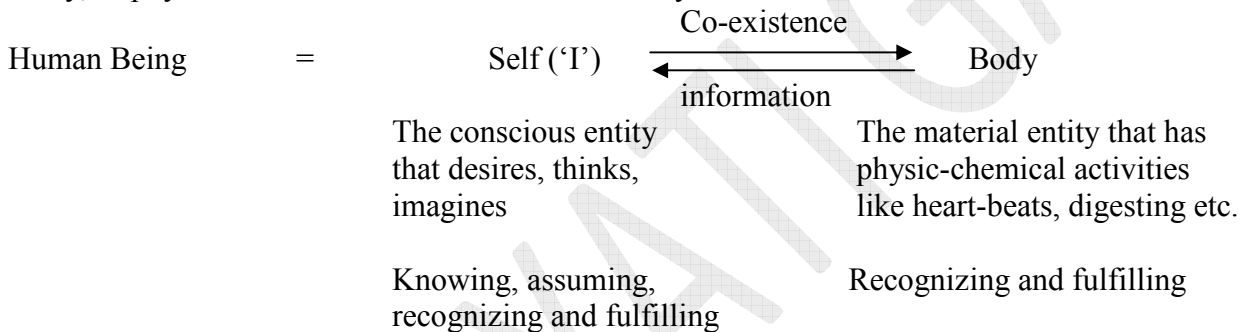 Co-existence
Human Being = Self (‘I’) Body
information
The conscious entity The material entity that has
that desires, thinks, physic-chemical activities
imagines like heart-beats, digesting etc.
Knowing, assuming, Recognizing and fulfilling
recognizing and fulfilling